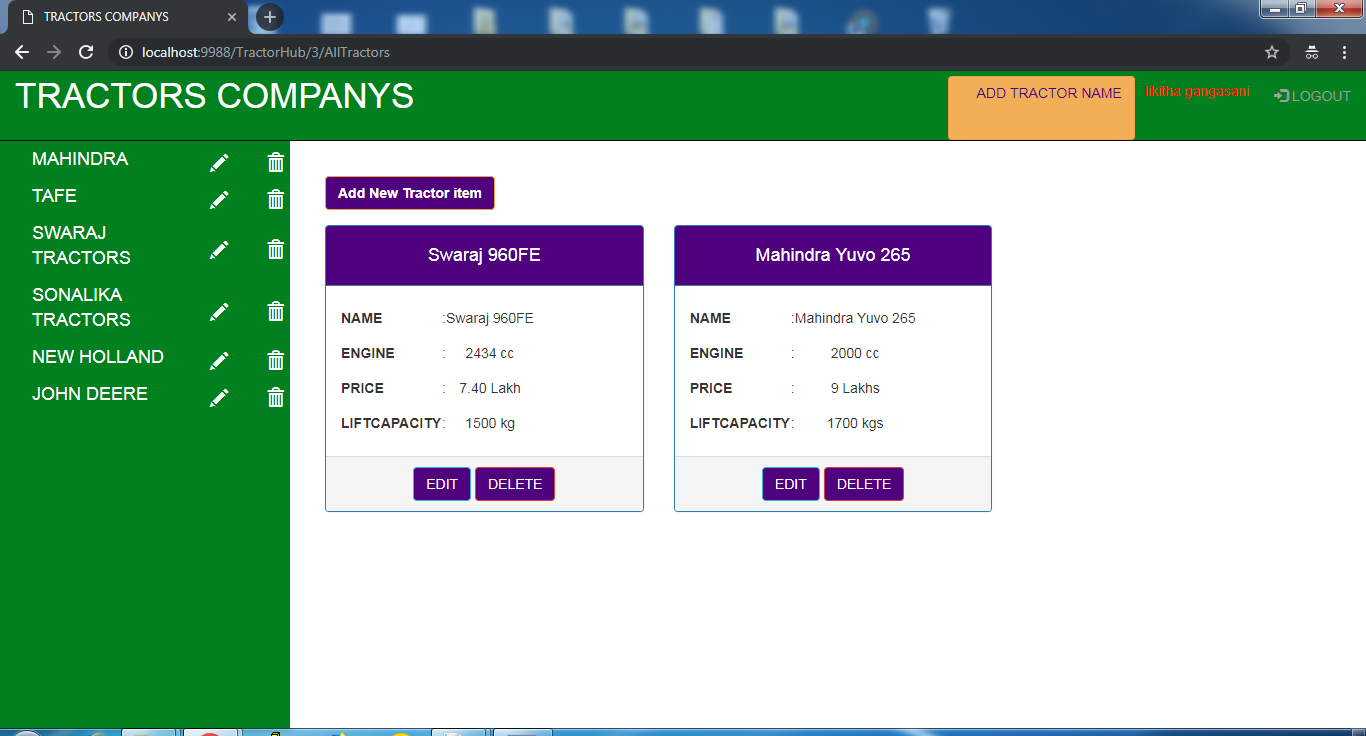 TRACTORS COMPANYS
localhost:9988/TractorHub/3/AllTractors
TRACTORS COMPANYS
ADD TRACTOR NAME
likitha gangasani
LOGOUT
MAHINDRA
TAFE
SWARAJ
TRACTORS
SONALIKA
TRACTORS
NEW HOLLAND
JOHN DEERE
Add New Tractor item
Swaraj 960FE
NAME :Swaraj 960FE
ENGINE : 2434 cc
PRICE : 7.40 Lakh
LIFTCAPACITY: 1500 kg
EDIT DELETE
Mahindra Yuvo 265
NAME :Mahindra Yuvo 265
ENGINE : 2000 cc
PRICE : 9 Lakhs
LIFTCAPACITY: 1700 kgs
EDIT DELETE